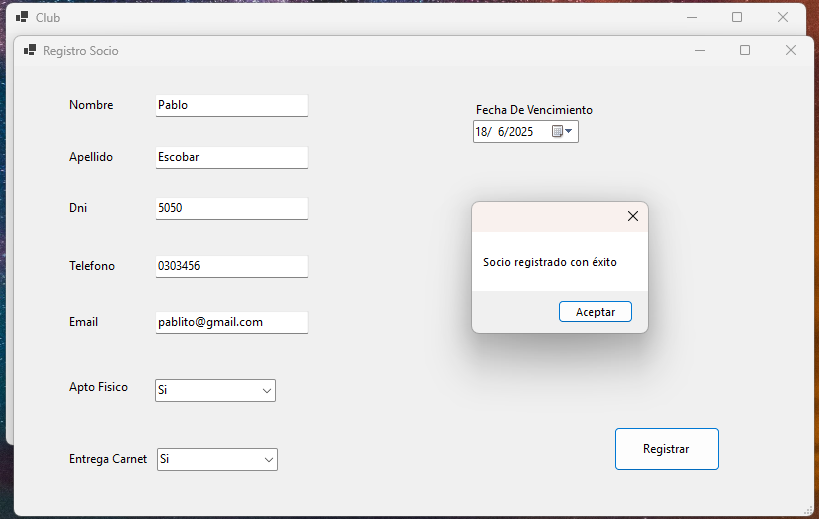 Club
Registro Socio
Nombre
Pablo
Fecha De Vencimiento
18/ 6/2025
Apellido
Escobar
Dni
5050
Socio registrado con éxito
Aceptar
Telefono
0303456
Email
pablito@gmail.com
Apto Fisico
Si
Entrega Carnet
Si
Registrar